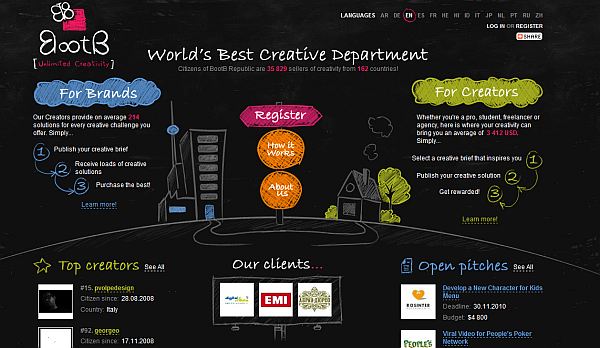 LANGUAGES AR DE EN ES FR HE HI ID IT JP PL PT RU ZH
LOG IN OR REGISTER
SHARE
BootB
[Unlimited Creativity]
World's Best Creative Department
Citizens of BootB Republic are 35 829 sellers of creativity from 162 countries!
For Brands
Our Creators provide on average 214
solutions for every creative challenge you
offer. Simply...
1 Publish your creative brief
2 Receive loads of creative
solutions
3 Purchase the best!
Learn more!
Register
How it
Works
About
Us
For Creators
Whether you're a pro, student, freelancer or
agency, here is where your creativity can
bring you an average of 3 412 USD.
Simply...
Select a creative brief that inspires you 1
Publish your creative solution 2
Get rewarded! 3
Learn more!
Top creators See All
#15. pvolpedesign
Citizen since: 28.08.2008
Country: Italy
#92. georgeo
Citizen since: 17.11.2008
Our clients...
EMI
Open pitches See All
ROSINTER
Develop a New Character for Kids
Menu
Deadline: 30.11.2010
Budget: $4 800
PEOPLE'S
Viral Video for People's Poker
Network